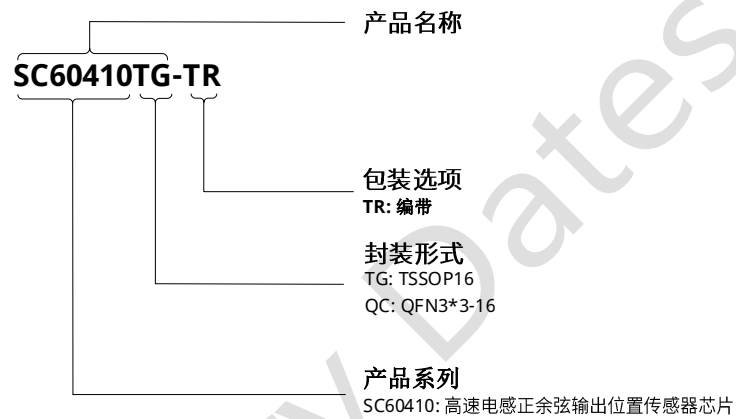 产品名称
SC60410TG-TR
包装选项
TR: 编带
封装形式
TG: TSSOP16
QC: QFN3*3-16
产品系列
SC60410: 高速电感正余弦输出位置传感器芯片
y Dates